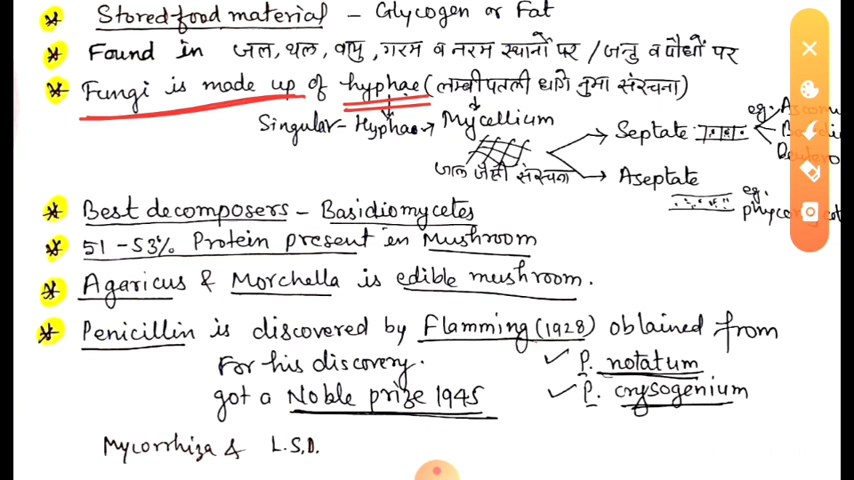 * Stored food material - Glycogen or Fat
* Found in जल, थल, वायु, गरम व नरम स्थानों पर / जन्तु व पौधों पर
* Fungi is made up of hyphae (लम्बी पतली धागे नुमा संरचना)
Singular - Hyphae → Mycellium
Septate eg:
जाल जैसी संरचना Aseptate
eg.
* Best decomposers - Basidiomycetes
* 51-53% Protein present in Mushroom
* Agaricus & Morchella is edible mushroom.
* Penicillin is discovered by Flamming (1928) obtained from
For his discovery. ✓ P. notatum
got a Noble prize 1945 ✓ P. crysogenium
Mycorrhiza & L.S.D.